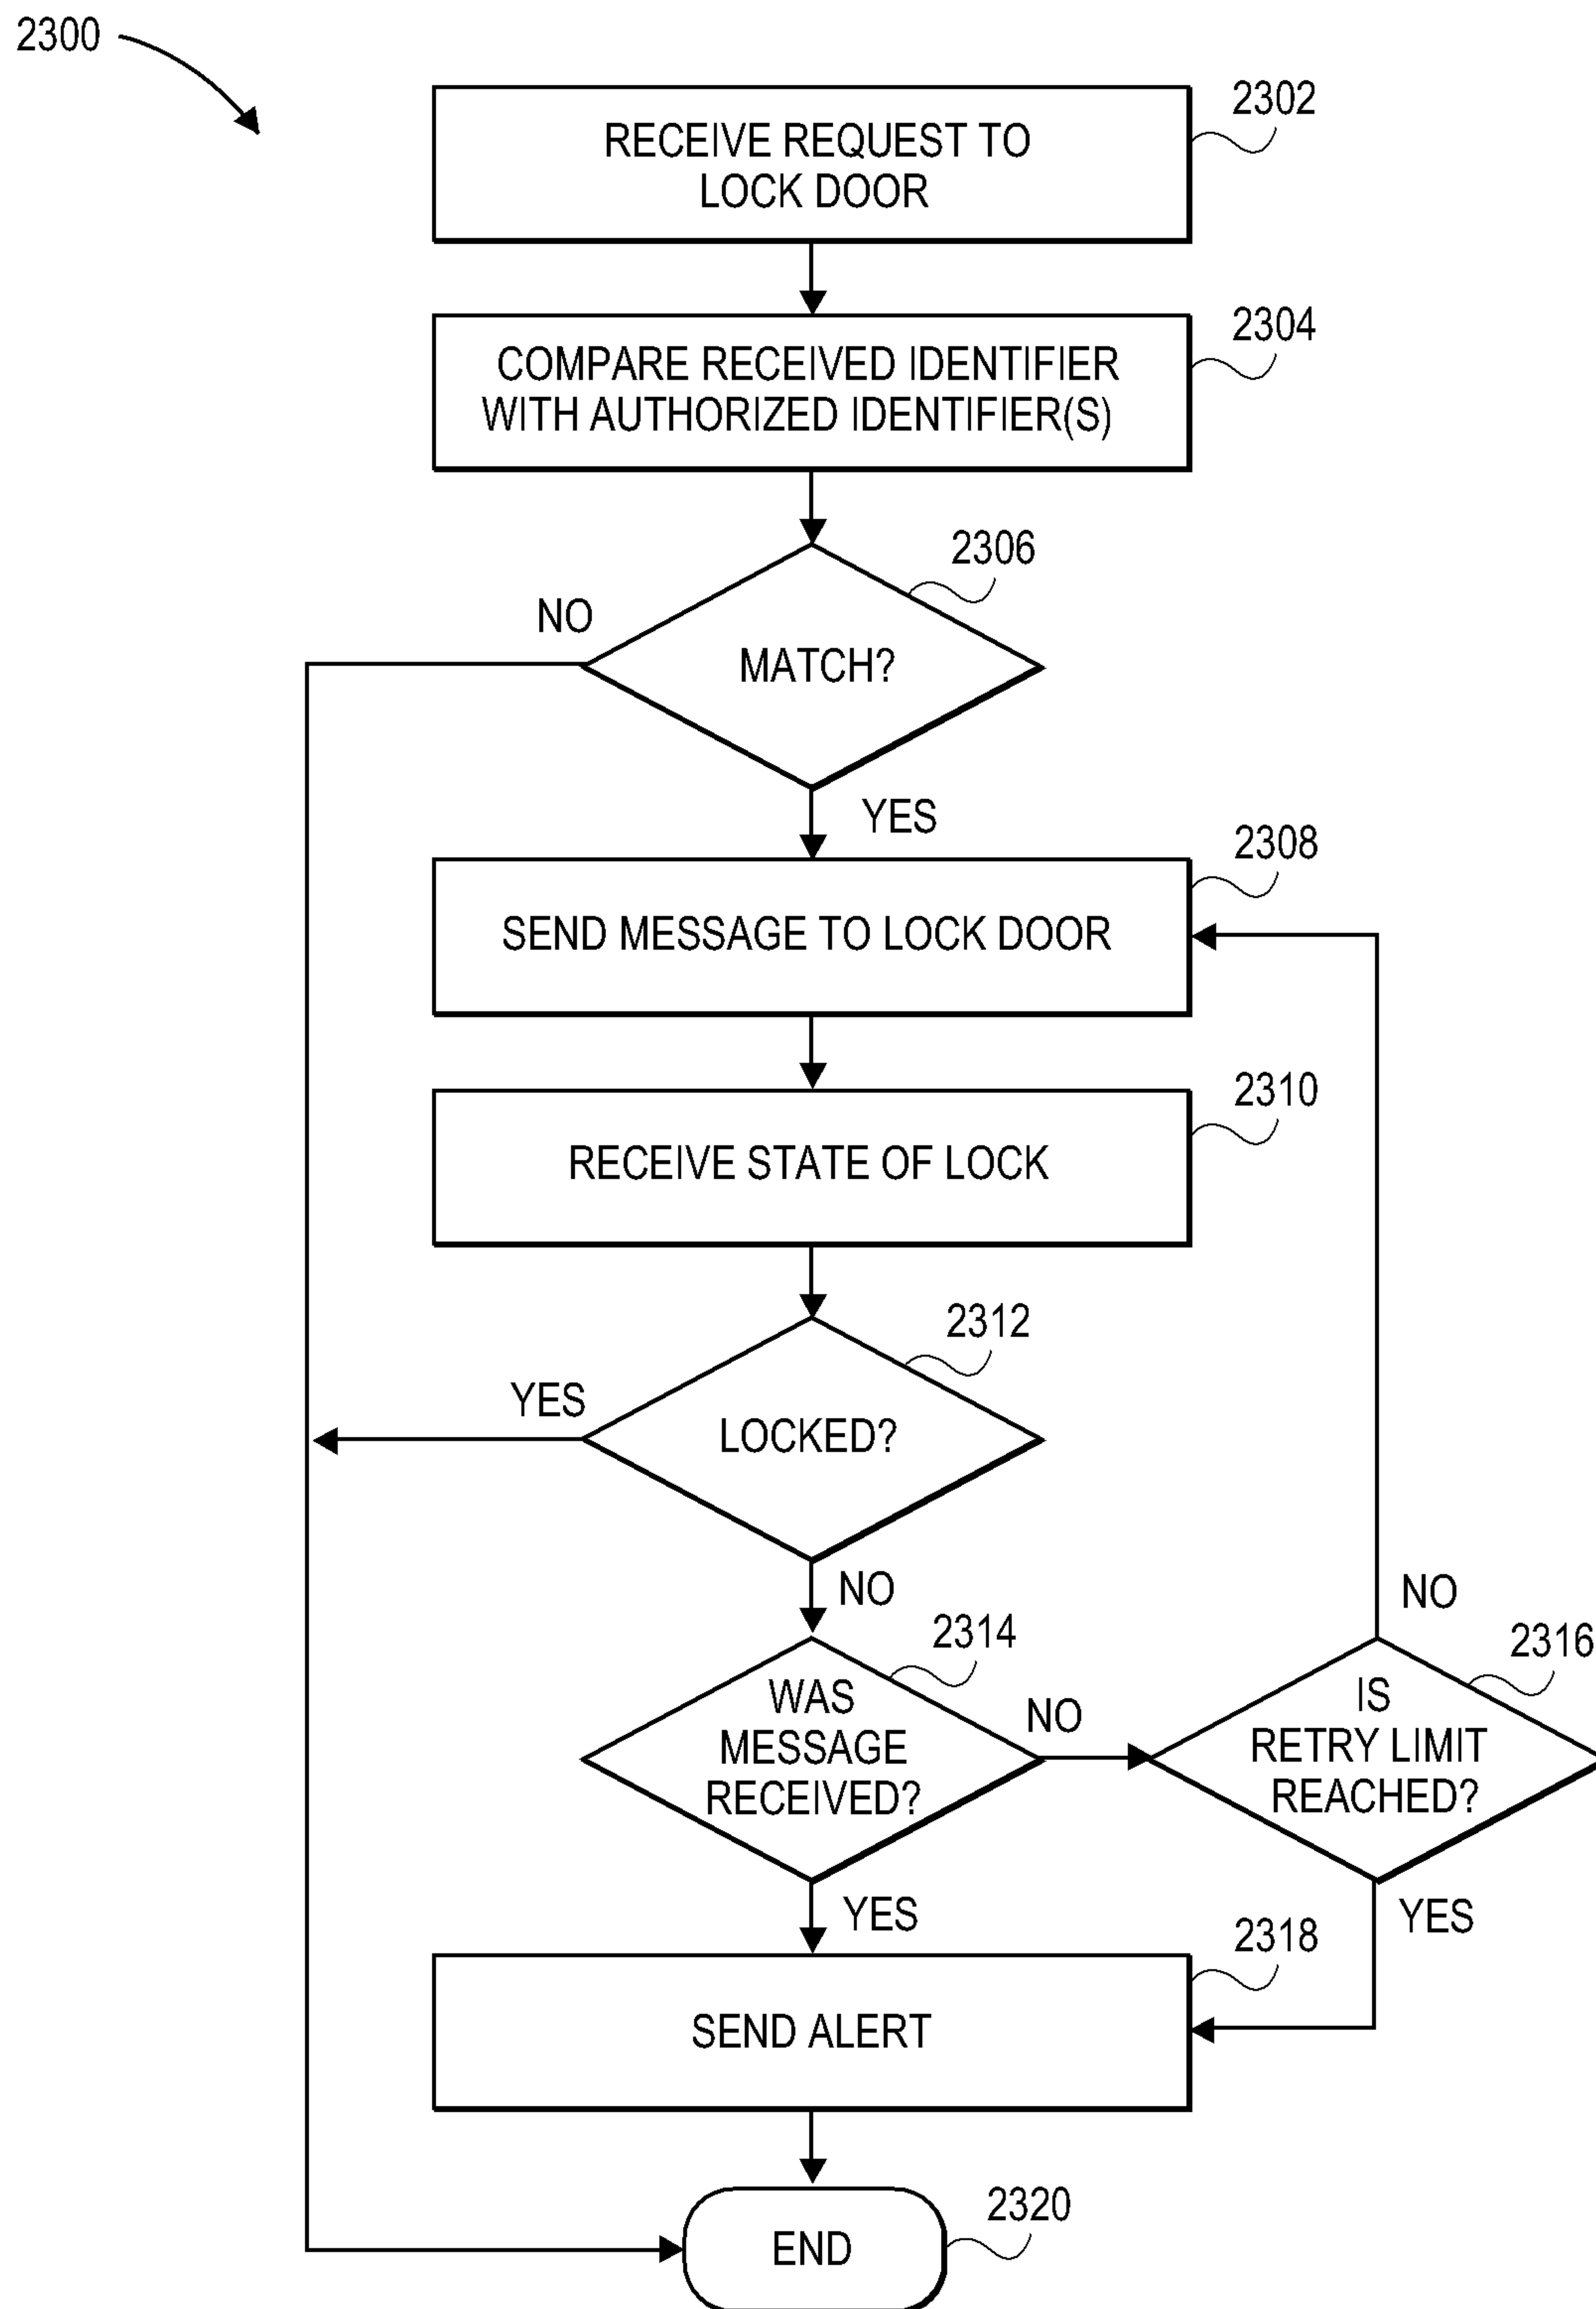 2300
2302
RECEIVE REQUEST TO
LOCK DOOR
2304
COMPARE RECEIVED IDENTIFIER
WITH AUTHORIZED IDENTIFIER(S)
2306
NO
MATCH?
YES
2308
SEND MESSAGE TO LOCK DOOR
2310
RECEIVE STATE OF LOCK
2312
YES
LOCKED?
NO
NO
2314
2316
WAS
MESSAGE
RECEIVED?
NO
IS
RETRY LIMIT
REACHED?
YES
YES
2318
SEND ALERT
2320
END